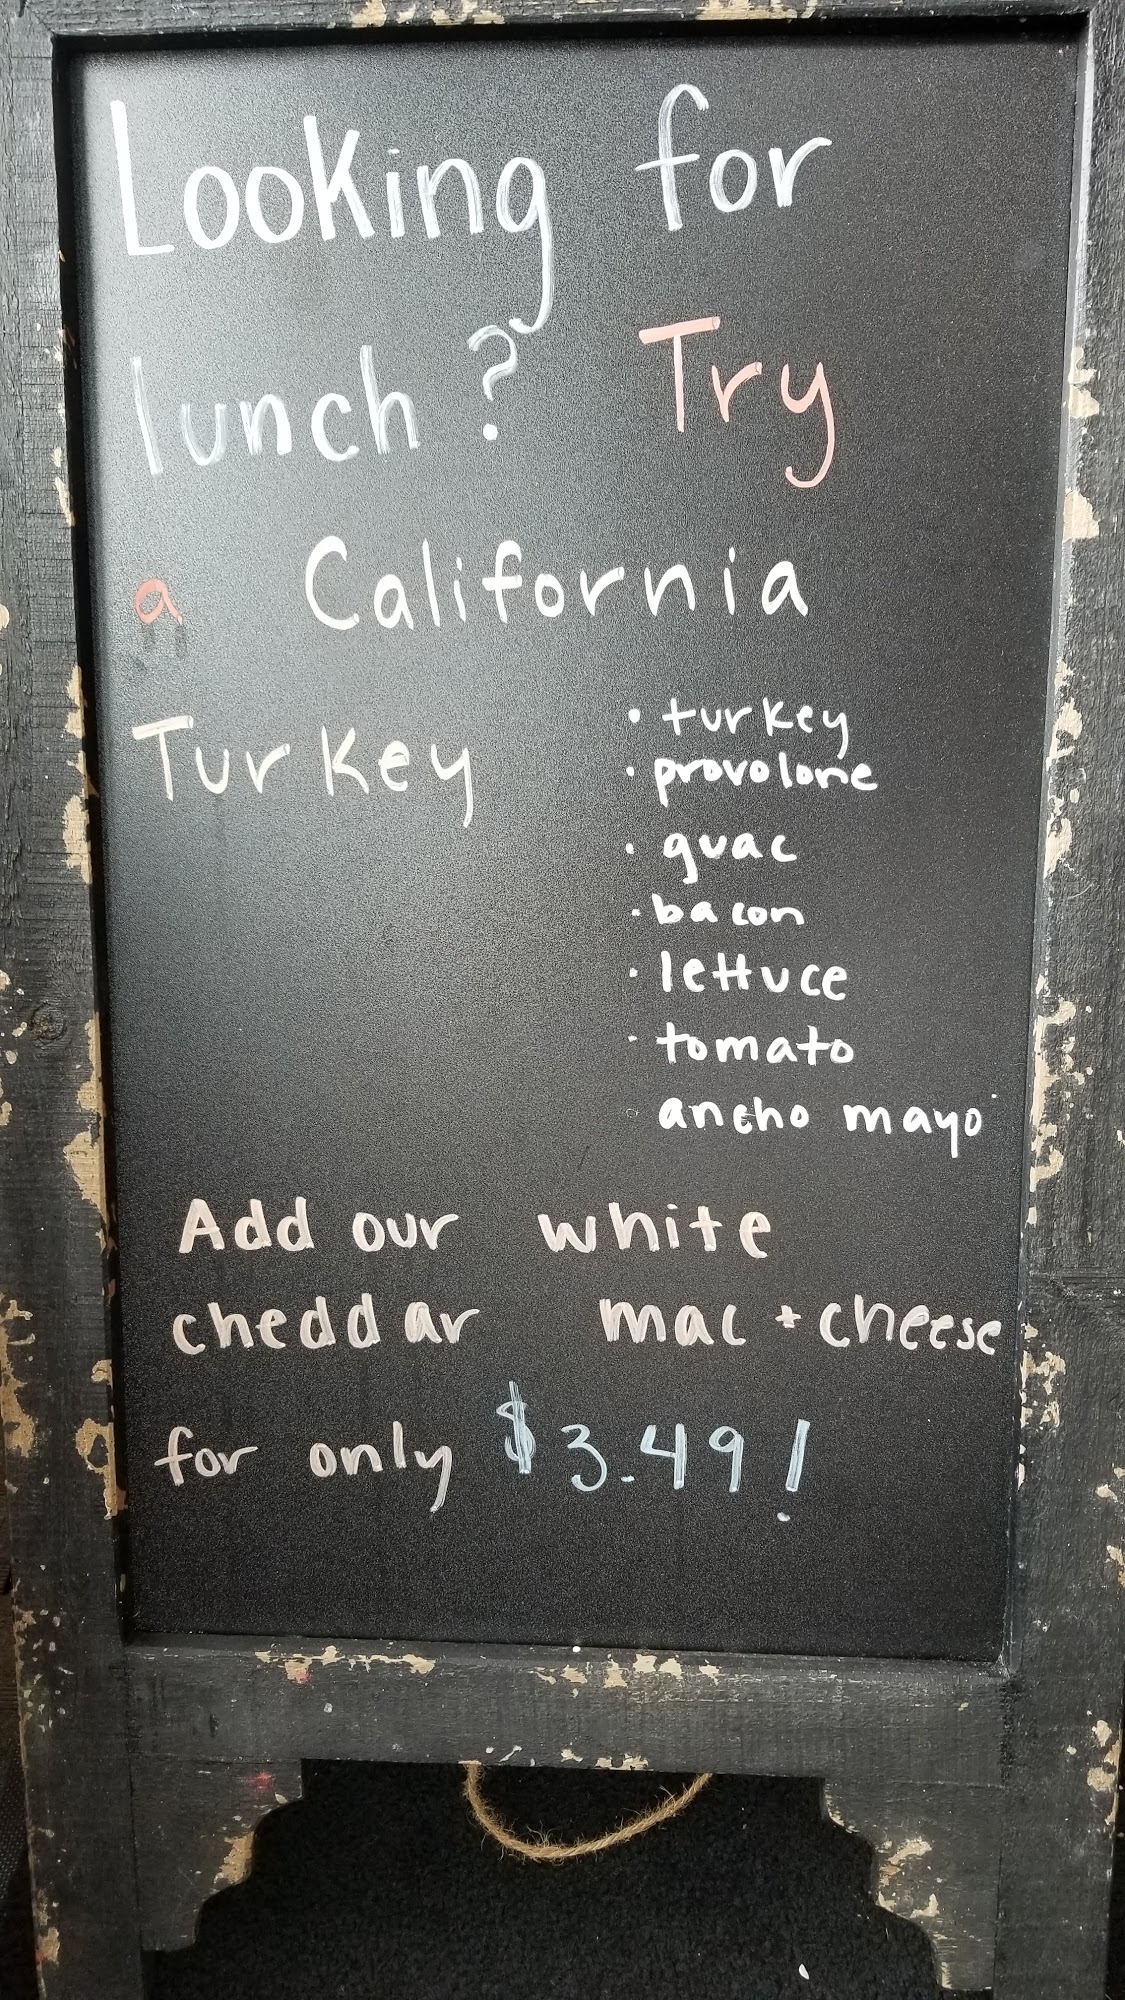 Looking for
lunch? Try
a California
Turkey
• turkey
• provolone
• guac
• bacon
• lettuce
• tomato
• ancho mayo
Add our white
cheddar mac + cheese
for only $3.49!